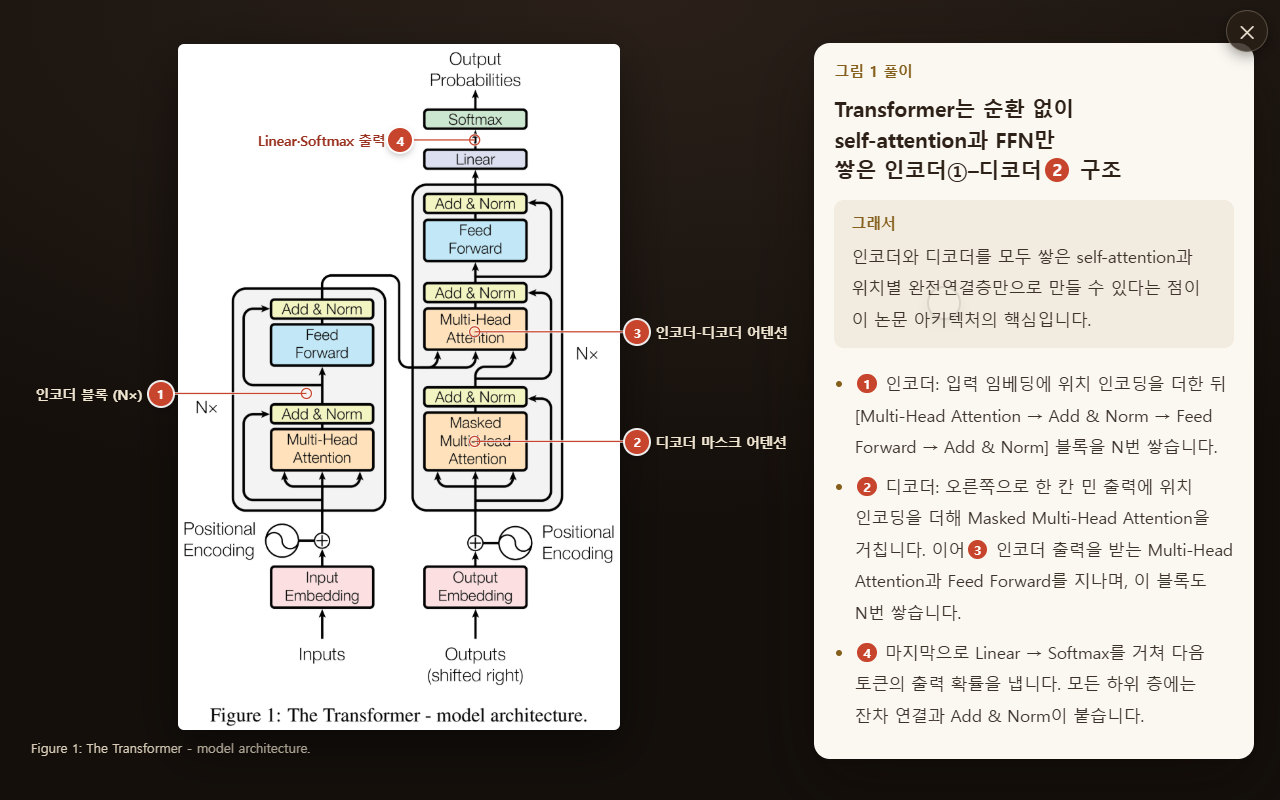 Output
Probabilities
Softmax
Linear·Softmax 출력 4
Linear
Add & Norm
Feed
Forward
Add & Norm
Multi-Head
Attention
3 인코더-디코더 어텐션
Nx
Add & Norm
Masked
Multi-Head
Attention
2 디코더 마스크 어텐션
Add & Norm
Feed
Forward
인코더 블록 (N×) 1
Nx
Add & Norm
Multi-Head
Attention
Positional
Encoding
Positional
Encoding
Input
Embedding
Output
Embedding
Inputs
Outputs
(shifted right)
Figure 1: The Transformer - model architecture.
Figure 1: The Transformer - model architecture.
그림 1 풀이
Transformer는 순환 없이
self-attention과 FFN만
쌓은 인코더①–디코더2 구조
그래서
인코더와 디코더를 모두 쌓은 self-attention과
위치별 완전연결층만으로 만들 수 있다는 점이
이 논문 아키텍처의 핵심입니다.
• 1 인코더: 입력 임베딩에 위치 인코딩을 더한 뒤
[Multi-Head Attention → Add & Norm → Feed
Forward → Add & Norm] 블록을 N번 쌓습니다.
• 2 디코더: 오른쪽으로 한 칸 민 출력에 위치
인코딩을 더해 Masked Multi-Head Attention을
거칩니다. 이어3 인코더 출력을 받는 Multi-Head
Attention과 Feed Forward를 지나며, 이 블록도
N번 쌓습니다.
• 4 마지막으로 Linear → Softmax를 거쳐 다음
토큰의 출력 확률을 냅니다. 모든 하위 층에는
잔차 연결과 Add & Norm이 붙습니다.